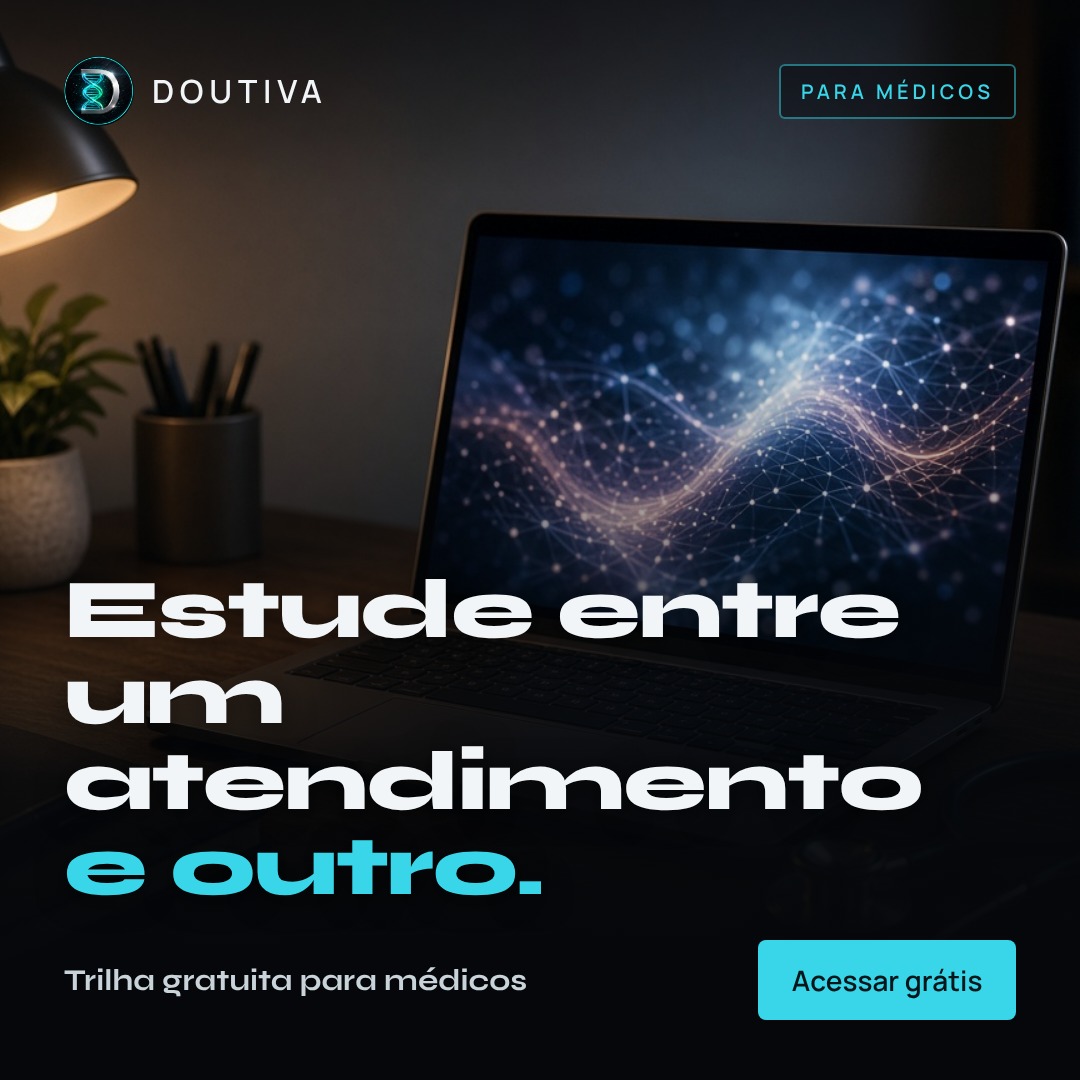 DOUTIVA
PARA MÉDICOS
Estude entre
um
atendimento
e outro.
Trilha gratuita para médicos
Acessar grátis